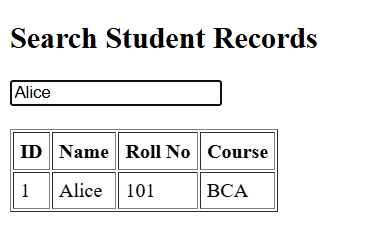 Search Student Records
Alice
ID Name Roll No Course
1 Alice 101 BCA